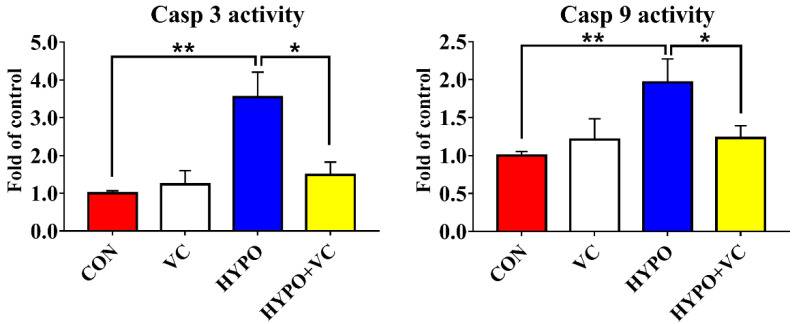 Casp 3 activity
Fold of control
5.0
4.0
3.0
2.0
1.0
0.0
**
*
CON
VC
HYPO
HYPO+VC
Casp 9 activity
Fold of control
2.5
2.0
1.5
1.0
0.5
0.0
**
*
CON
VC
HYPO
HYPO+VC